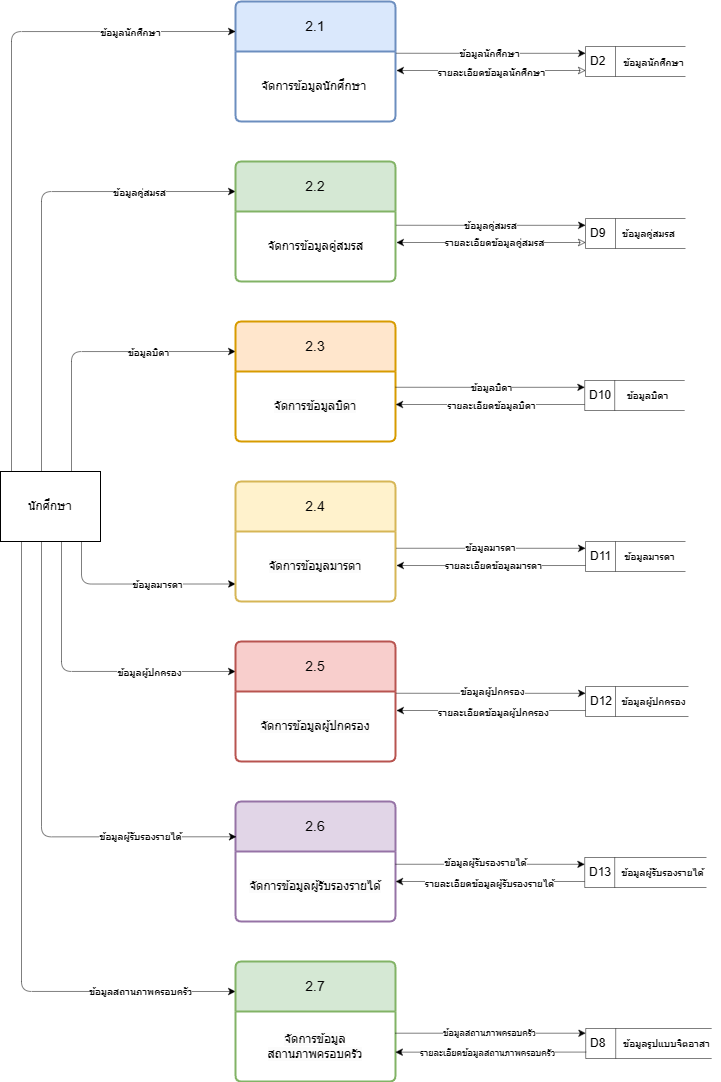 2.1
ข้อมูลนักศึกษา
จัดการข้อมูลนักศึกษา
ข้อมูลนักศึกษา
รายละเอียดข้อมูลนักศึกษา
D2
ข้อมูลนักศึกษา
2.2
ข้อมูลคู่สมรส
จัดการข้อมูลคู่สมรส
ข้อมูลคู่สมรส
รายละเอียดข้อมูลคู่สมรส
D9
ข้อมูลคู่สมรส
2.3
ข้อมูลบิดา
จัดการข้อมูลบิดา
ข้อมูลบิดา
รายละเอียดข้อมูลบิดา
D10
ข้อมูลบิดา
นักศึกษา
2.4
จัดการข้อมูลมารดา
ข้อมูลมารดา
ข้อมูลมารดา
รายละเอียดข้อมูลมารดา
D11
ข้อมูลมารดา
2.5
ข้อมูลผู้ปกครอง
จัดการข้อมูลผู้ปกครอง
ข้อมูลผู้ปกครอง
รายละเอียดข้อมูลผู้ปกครอง
D12
ข้อมูลผู้ปกครอง
2.6
ข้อมูลผู้รับรองรายได้
จัดการข้อมูลผู้รับรองรายได้
ข้อมูลผู้รับรองรายได้
รายละเอียดข้อมูลผู้รับรองรายได้
D13
ข้อมูลผู้รับรองรายได้
2.7
ข้อมูลสถานภาพครอบครัว
จัดการข้อมูล
สถานภาพครอบครัว
ข้อมูลสถานภาพครอบครัว
รายละเอียดข้อมูลสถานภาพครอบครัว
D8
ข้อมูลรูปแบบจิตอาสา